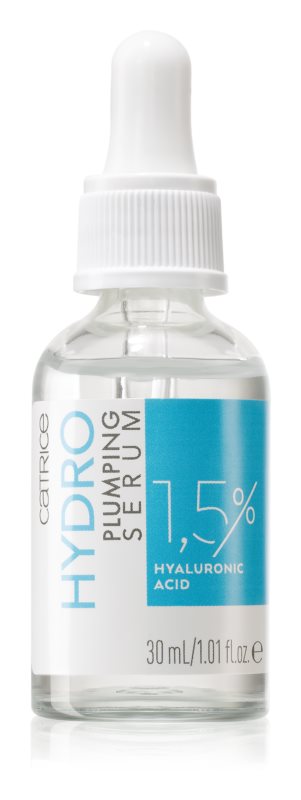 CATRICE
HYDRO
PLUMPING
SERUM
1,5%
HYALURONIC
ACID
30 mL/1.01 fl.oz. ℮